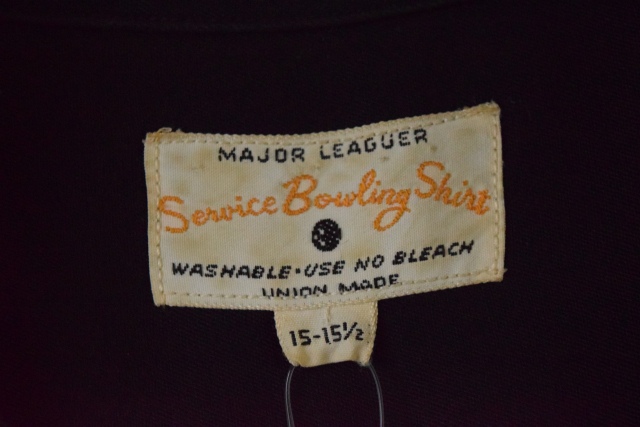 MAJOR LEAGUER
Service Bowling Shirt
WASHABLE·USE NO BLEACH
UNION MADE
15-15½